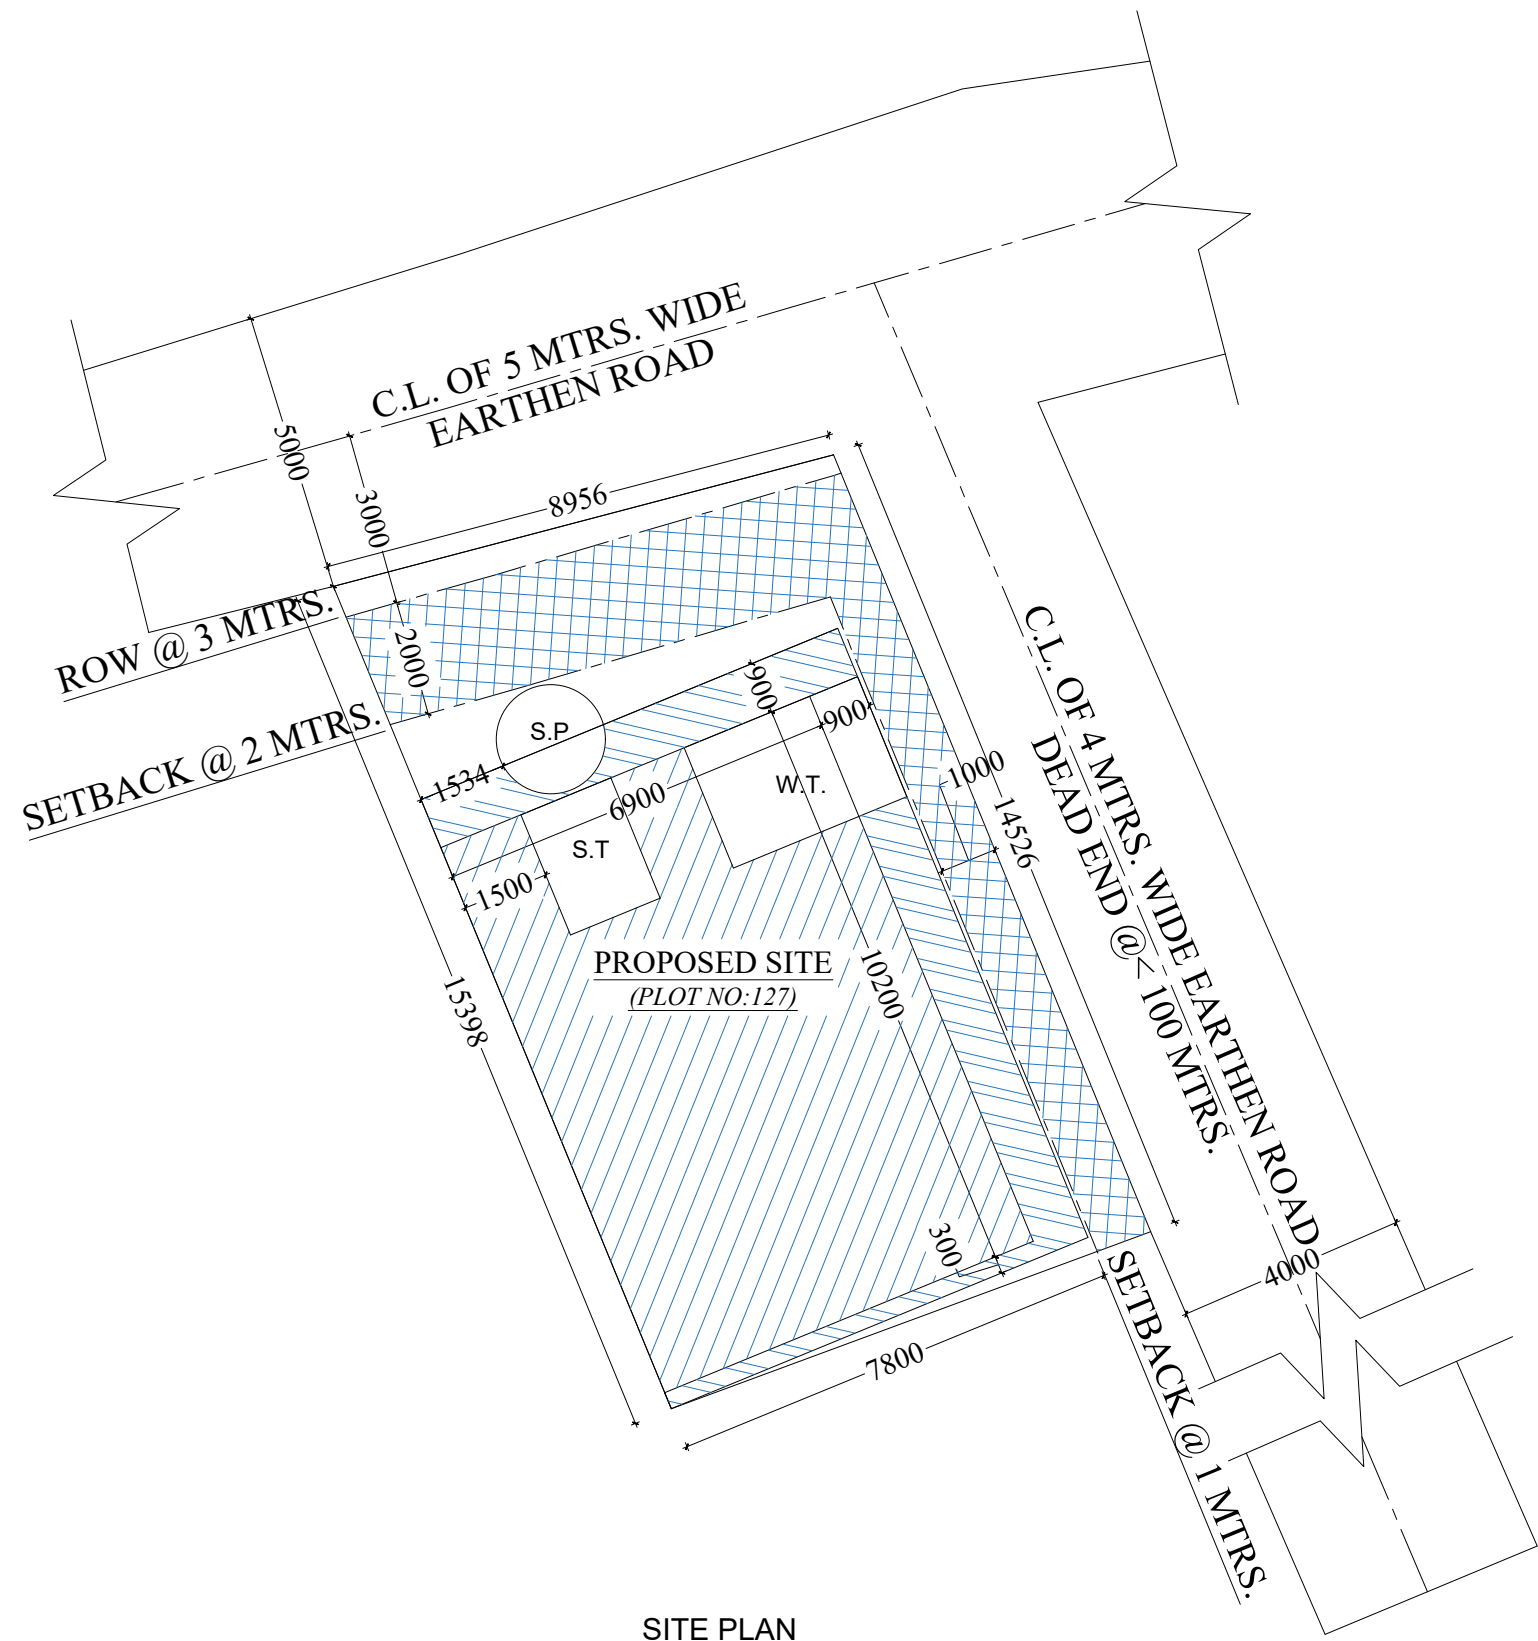 C.L. OF 5 MTRS. WIDE
EARTHEN ROAD
5000
3000
8956
ROW @ 3 MTRS.
2000
SETBACK @ 2 MTRS.
S.P
900
900
1534
6900
W.T.
1000
S.T
1500
14526
C.L. OF 4 MTRS. WIDE EARTHEN ROAD
DEAD END @< 100 MTRS.
PROPOSED SITE
(PLOT NO:127)
10200
15398
300
4000
7800
SETBACK @ 1 MTRS.
SITE PLAN